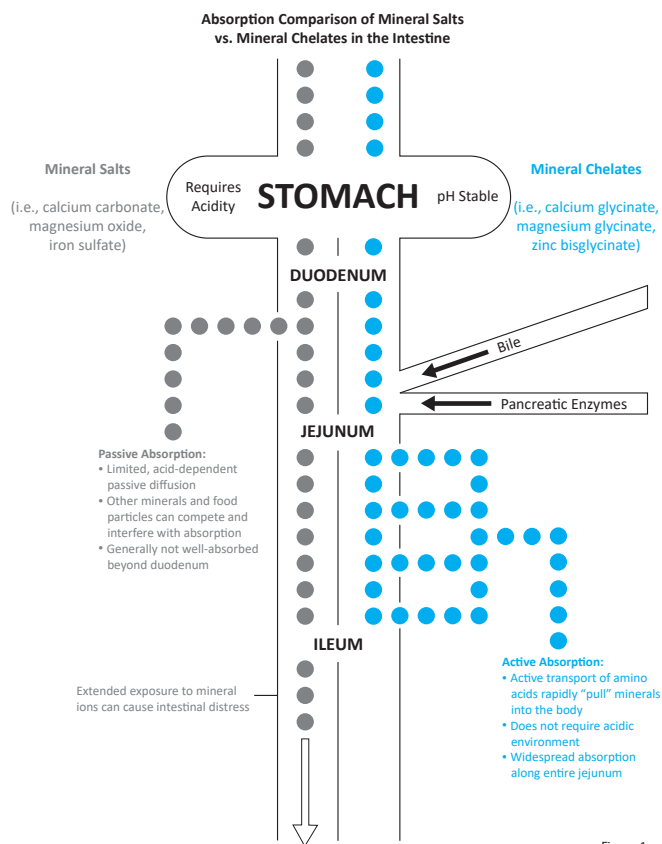 Absorption Comparison of Mineral Salts
vs. Mineral Chelates in the Intestine
Mineral Salts
(i.e., calcium carbonate,
magnesium oxide,
iron sulfate)
Requires
Acidity
STOMACH
pH Stable
Mineral Chelates
(i.e., calcium glycinate,
magnesium glycinate,
zinc bisglycinate)
DUODENUM
Bile
Pancreatic Enzymes
JEJUNUM
Passive Absorption:
• Limited, acid-dependent
passive diffusion
• Other minerals and food
particles can compete and
interfere with absorption
• Generally not well-absorbed
beyond duodenum
ILEUM
Active Absorption:
• Active transport of amino
acids rapidly “pull” minerals
into the body
• Does not require acidic
environment
• Widespread absorption
along entire jejunum
Extended exposure to mineral
ions can cause intestinal distress